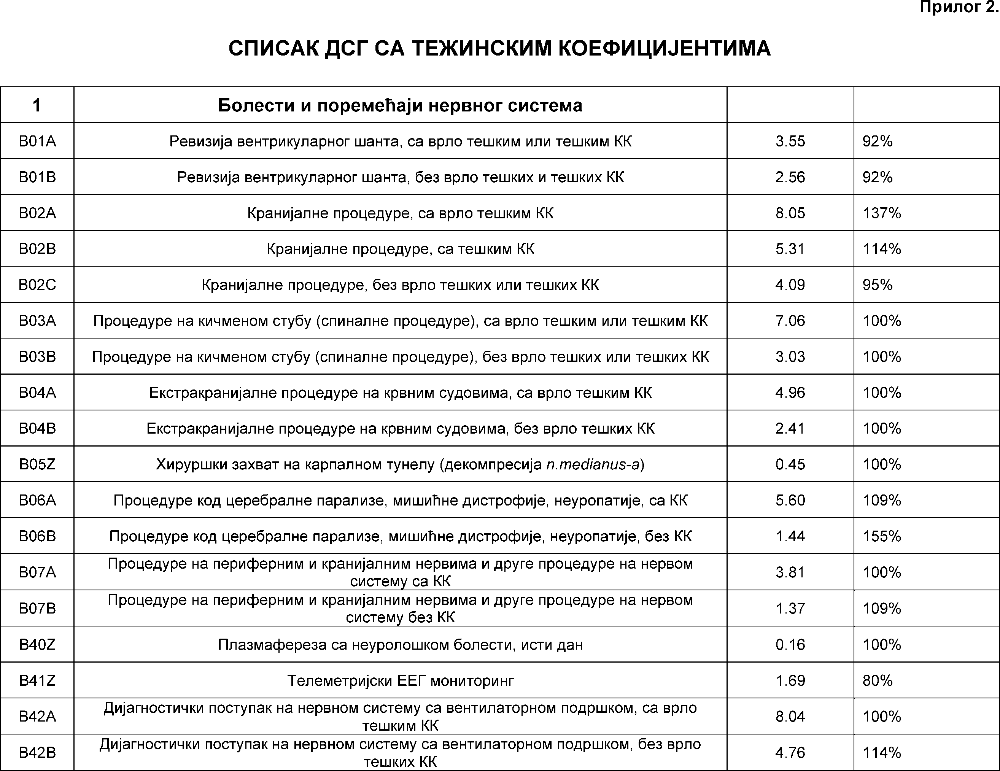 Прилог 2.
СПИСАК ДСГ СА ТЕЖИНСКИМ КОЕФИЦИЈЕНТИМА
1 Болести и поремећаји нервног система
B01A Ревизија вентрикуларног шанта, са врло тешким или тешким КК 3.55 92%
B01B Ревизија вентрикуларног шанта, без врло тешких и тешких КК 2.56 92%
B02A Кранијалне процедуре, са врло тешким КК 8.05 137%
B02B Кранијалне процедуре, са тешким КК 5.31 114%
B02C Кранијалне процедуре, без врло тешких или тешких КК 4.09 95%
B03A Процедуре на кичменом стубу (спиналне процедуре), са врло тешким или тешким КК 7.06 100%
B03B Процедуре на кичменом стубу (спиналне процедуре), без врло тешких или тешких КК 3.03 100%
B04A Екстракранијалне процедуре на крвним судовима, са врло тешким КК 4.96 100%
B04B Екстракранијалне процедуре на крвним судовима, без врло тешких КК 2.41 100%
B05Z Хируршки захват на карпалном тунелу (декомпресија n.medianus-a) 0.45 100%
B06A Процедуре код церебралне парализе, мишићне дистрофије, неуропатије, са КК 5.60 109%
B06B Процедуре код церебралне парализе, мишићне дистрофије, неуропатије, без КК 1.44 155%
B07A Процедуре на периферним и кранијалним нервима и друге процедуре на нервом
систему са КК 3.81 100%
B07B Процедуре на периферним и кранијалним нервима и друге процедуре на нервом
систему без КК 1.37 109%
B40Z Плазмафереза са неуролошком болести, исти дан 0.16 100%
B41Z Телеметријски ЕЕГ мониторинг 1.69 80%
B42A Дијагностички поступак на нервном систему са вентилаторном подршком, са врло
тешким КК 8.04 100%
B42B Дијагностички поступак на нервном систему са вентилаторном подршком, без врло
тешких КК 4.76 114%